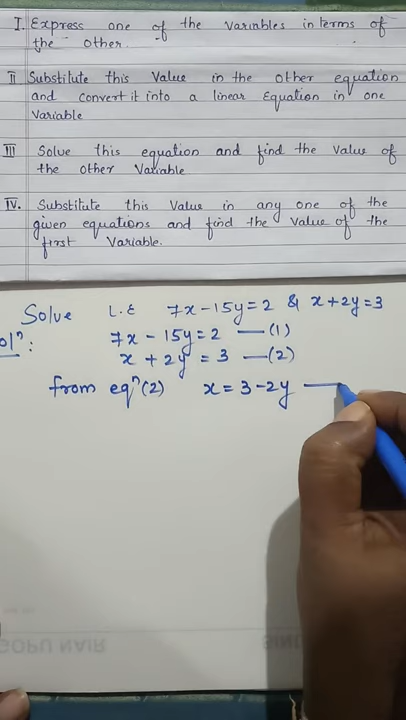 I. Express one of the Variables in terms of
the other.
II Substitute this Value in the other equation
and convert it into a linear Equation in one
Variable
III Solve this equation and find the Value of
the other Variable
IV. Substitute this Value in any one of the
given equations and find the Value of the
first Variable.
Solve L.E 7x-15y=2 & x+2y=3
olⁿ: 7x-15y=2 —(1)
x+2y=3 —(2)
from eqⁿ(2) x=3-2y —
GOPU NAIR